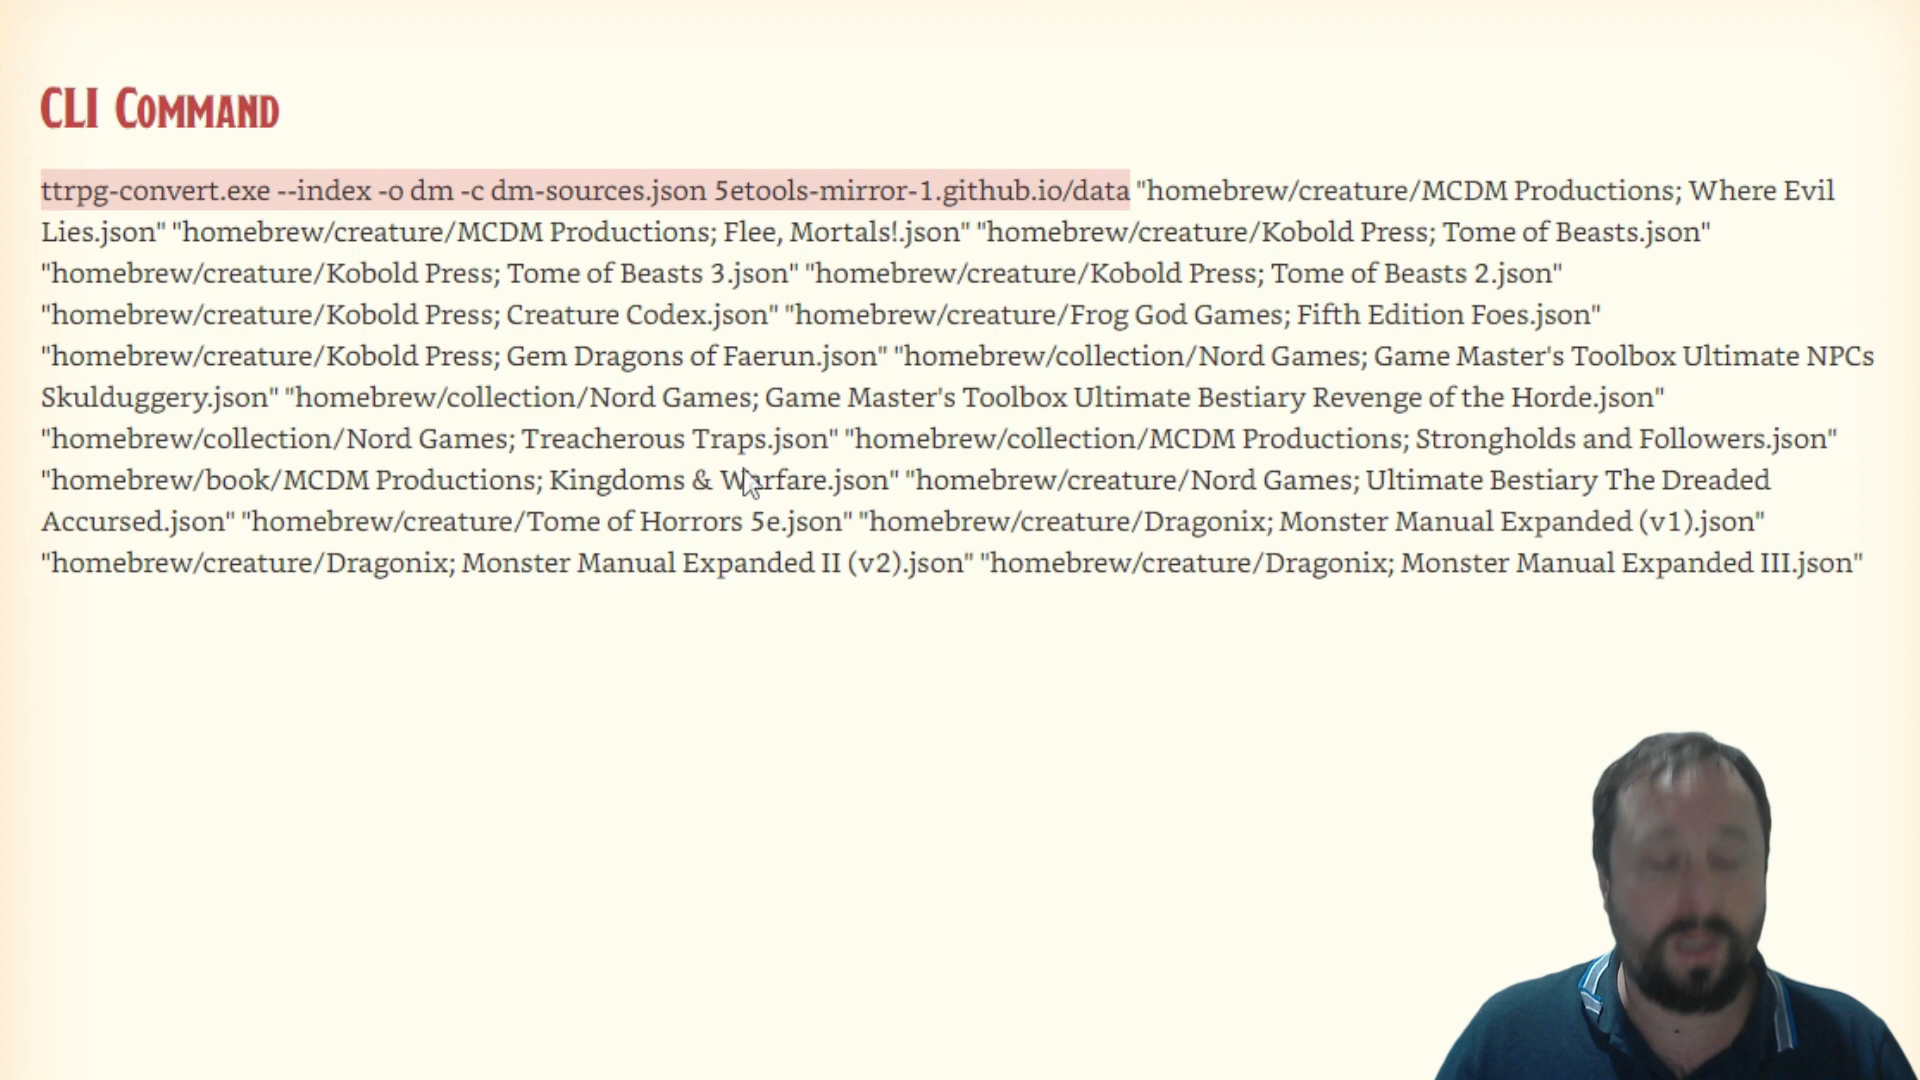 CLI Command
ttrpg-convert.exe --index -o dm -c dm-sources.json 5etools-mirror-1.github.io/data "homebrew/creature/MCDM Productions; Where Evil
Lies.json" "homebrew/creature/MCDM Productions; Flee, Mortals!.json" "homebrew/creature/Kobold Press; Tome of Beasts.json"
"homebrew/creature/Kobold Press; Tome of Beasts 3.json" "homebrew/creature/Kobold Press; Tome of Beasts 2.json"
"homebrew/creature/Kobold Press; Creature Codex.json" "homebrew/creature/Frog God Games; Fifth Edition Foes.json"
"homebrew/creature/Kobold Press; Gem Dragons of Faerun.json" "homebrew/collection/Nord Games; Game Master's Toolbox Ultimate NPCs
Skulduggery.json" "homebrew/collection/Nord Games; Game Master's Toolbox Ultimate Bestiary Revenge of the Horde.json"
"homebrew/collection/Nord Games; Treacherous Traps.json" "homebrew/collection/MCDM Productions; Strongholds and Followers.json"
"homebrew/book/MCDM Productions; Kingdoms & Warfare.json" "homebrew/creature/Nord Games; Ultimate Bestiary The Dreaded
Accursed.json" "homebrew/creature/Tome of Horrors 5e.json" "homebrew/creature/Dragonix; Monster Manual Expanded (v1).json"
"homebrew/creature/Dragonix; Monster Manual Expanded II (v2).json" "homebrew/creature/Dragonix; Monster Manual Expanded III.json"